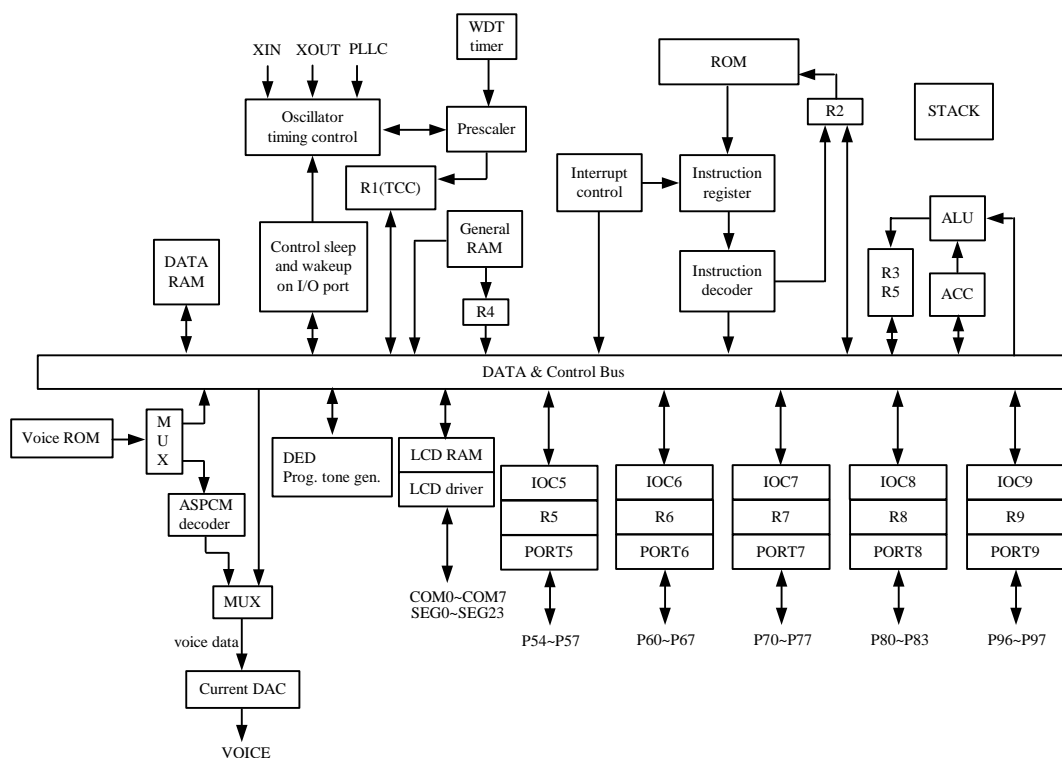 WDT
timer
XIN
XOUT
PLLC
ROM
Oscillator
timing control
Prescaler
R2
STACK
R1(TCC)
Interrupt
control
Instruction
register
General
RAM
ALU
DATA
RAM
Control sleep
and wakeup
on I/O port
Instruction
decoder
R3
R5
ACC
R4
DATA & Control Bus
Voice ROM
M
U
X
DED
Prog. tone gen.
LCD RAM
LCD driver
IOC5
R5
PORT5
IOC6
R6
PORT6
IOC7
R7
PORT7
IOC8
R8
PORT8
IOC9
R9
PORT9
ASPCM
decoder
MUX
COM0~COM7
SEG0~SEG23
P54~P57
P60~P67
P70~P77
P80~P83
P96~P97
voice data
Current DAC
VOICE